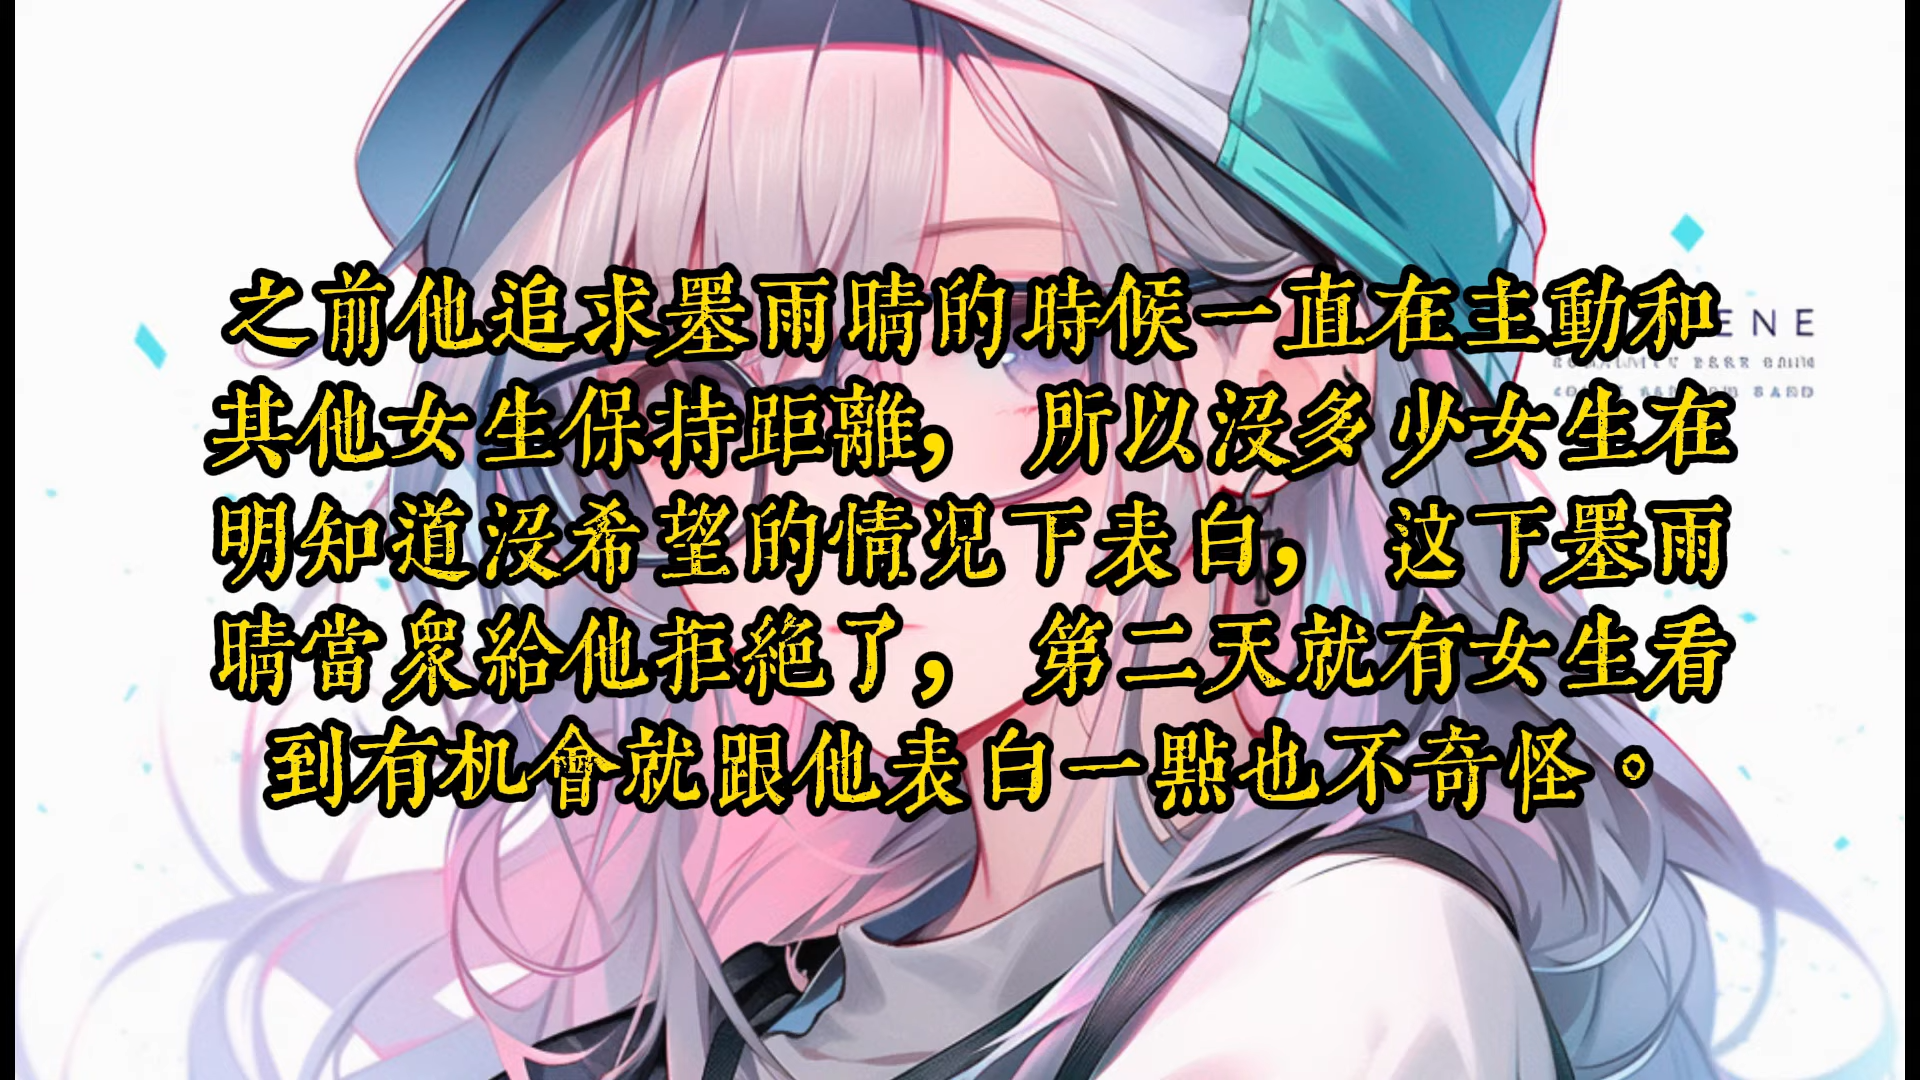 之前他追求墨雨晴的時候一直在主動和
ENE
其他女生保持距離，所以沒多少女生在
明知道沒希望的情況下表白，这下墨雨
晴當衆給他拒絶了，第二天就有女生看
到有机會就跟他表白一點也不奇怪。